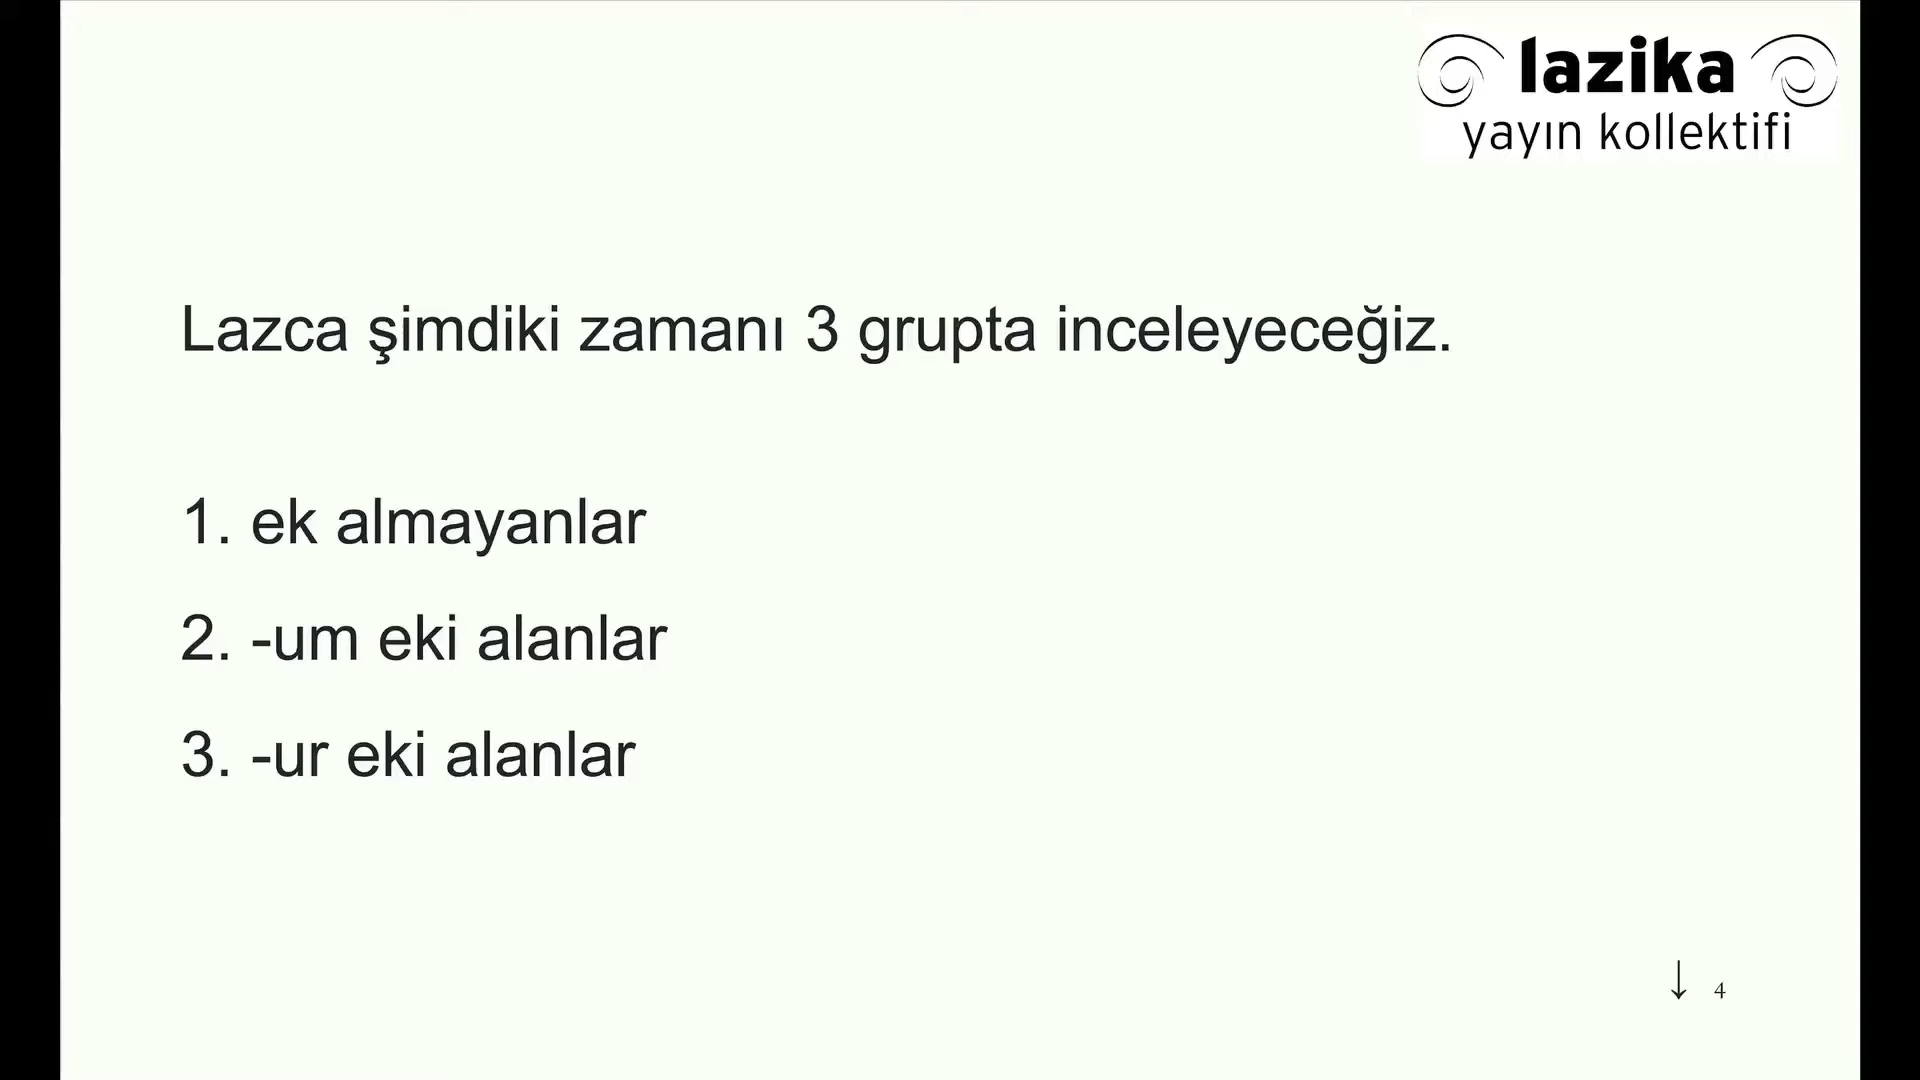 lazika
yayın kollektifi
Lazca şimdiki zamanı 3 grupta inceleyeceğiz.
1. ek almayanlar
2. -um eki alanlar
3. -ur eki alanlar
↓ 4